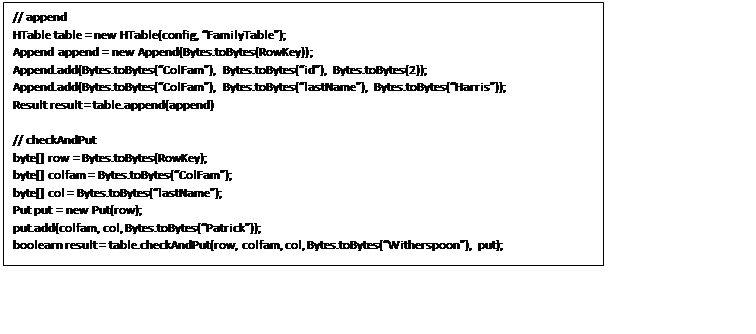 // append
HTable table = new HTable(config, “FamilyTable”);
Append append = new Append(Bytes.toBytes(RowKey));
Append.add(Bytes.toBytes(“ColFam”), Bytes.toBytes(“id”), Bytes.toBytes(2));
Append.add(Bytes.toBytes(“ColFam”), Bytes.toBytes(“lastName”), Bytes.toBytes(“Harris”));
Result result = table.append(append)
// checkAndPut
byte[] row = Bytes.toBytes(RowKey);
byte[] colfam = Bytes.toBytes(“ColFam”);
byte[] col = Bytes.toBytes(“lastName”);
Put put = new Put(row);
put.add(colfam, col, Bytes.toBytes(“Patrick”));
boolearn result = table.checkAndPut(row, colfam, col, Bytes.toBytes(“Witherspoon”), put);